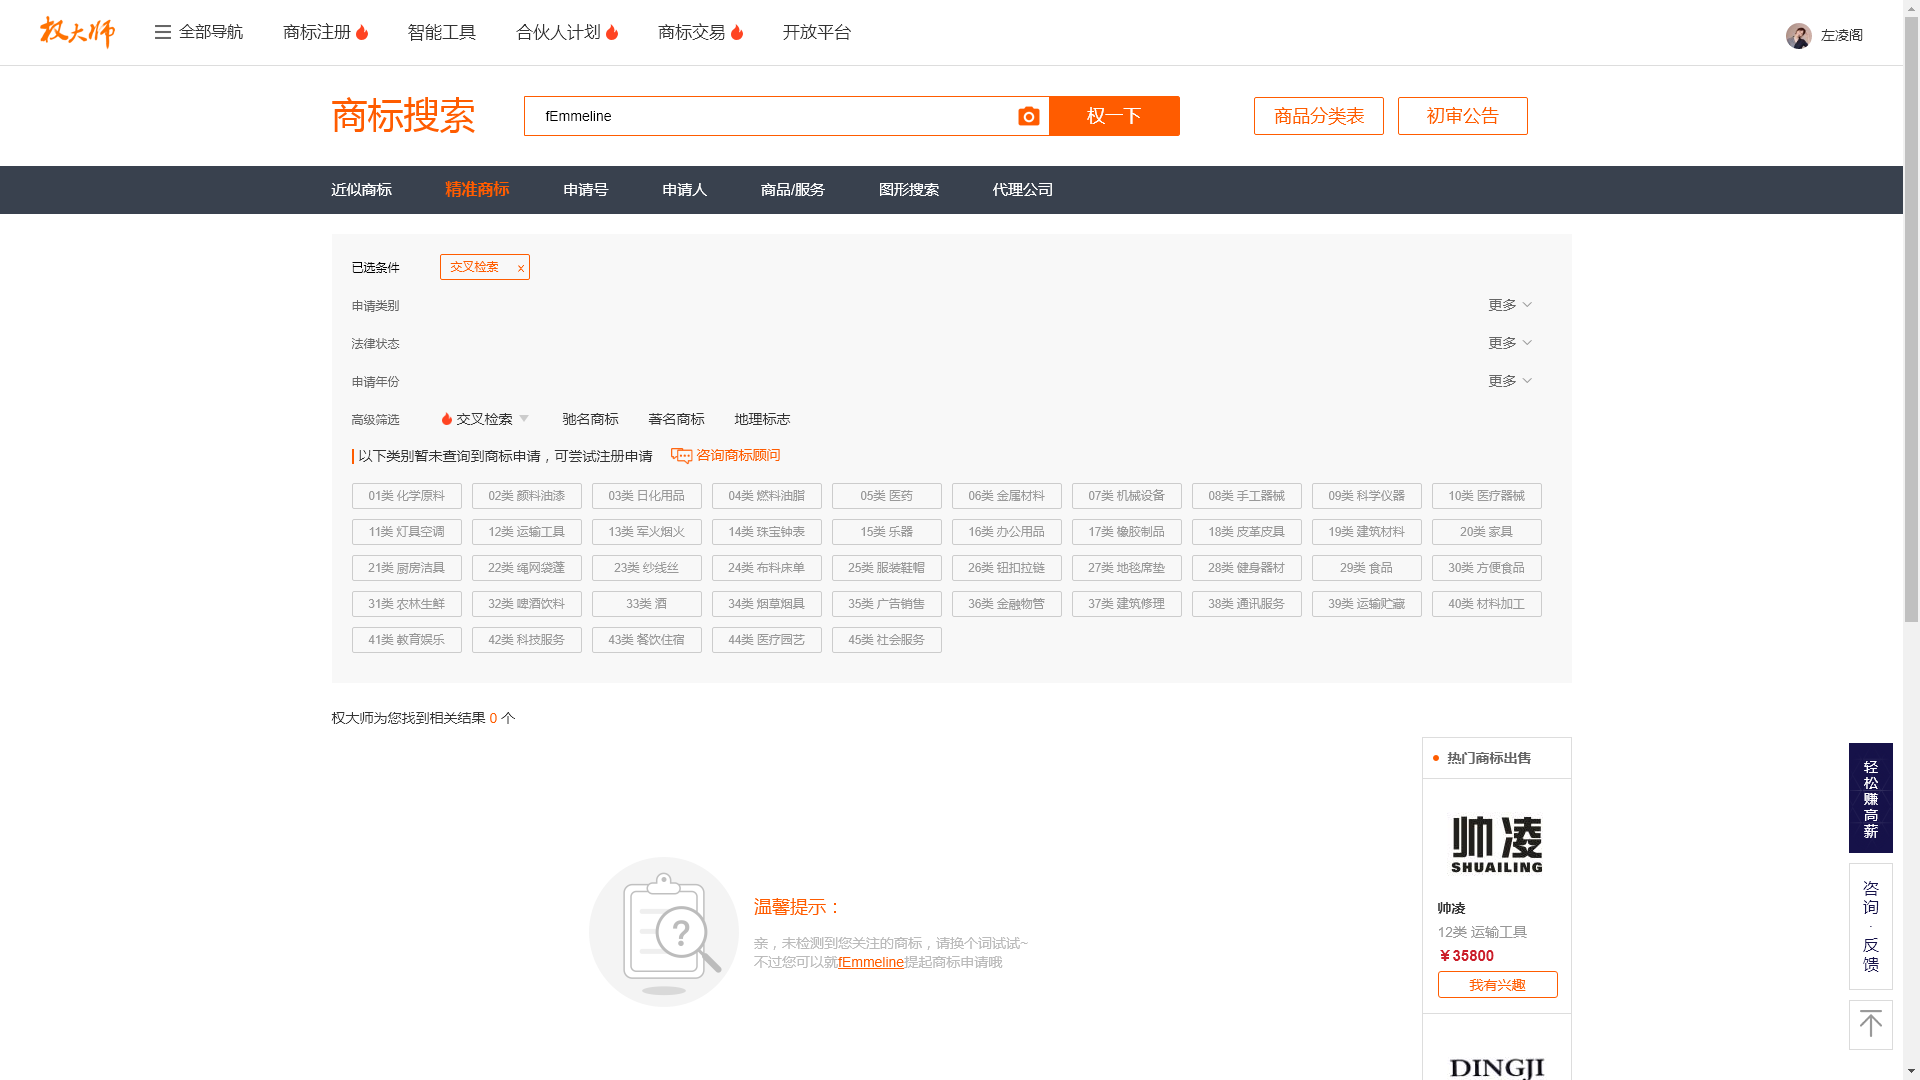 权大师 全部导航 商标注册 智能工具 合伙人计划 商标交易 开放平台 左凌阁
商标搜索 fEmmeline 权一下 商品分类表 初审公告
近似商标 精准商标 申请号 申请人 商品/服务 图形搜索 代理公司
已选条件 交叉检索 x
申请类别 更多
法律状态 更多
申请年份 更多
高级筛选 交叉检索 驰名商标 著名商标 地理标志
以下类别暂未查询到商标申请，可尝试注册申请 咨询商标顾问
01类 化学原料 02类 颜料油漆 03类 日化用品 04类 燃料油脂 05类 医药 06类 金属材料 07类 机械设备 08类 手工器械 09类 科学仪器 10类 医疗器械
11类 灯具空调 12类 运输工具 13类 军火烟火 14类 珠宝钟表 15类 乐器 16类 办公用品 17类 橡胶制品 18类 皮革皮具 19类 建筑材料 20类 家具
21类 厨房洁具 22类 绳网袋蓬 23类 纱线丝 24类 布料床单 25类 服装鞋帽 26类 钮扣拉链 27类 地毯席垫 28类 健身器材 29类 食品 30类 方便食品
31类 农林生鲜 32类 啤酒饮料 33类 酒 34类 烟草烟具 35类 广告销售 36类 金融物管 37类 建筑修理 38类 通讯服务 39类 运输贮藏 40类 材料加工
41类 教育娱乐 42类 科技服务 43类 餐饮住宿 44类 医疗园艺 45类 社会服务
权大师为您找到相关结果 0 个
热门商标出售
帅凌
SHUAILING
帅凌
12类 运输工具
￥35800
我有兴趣
DINGJI
温馨提示：
亲，未检测到您关注的商标，请换个词试试~
不过您可以就fEmmeline提起商标申请哦
轻松赚高薪
咨询·反馈